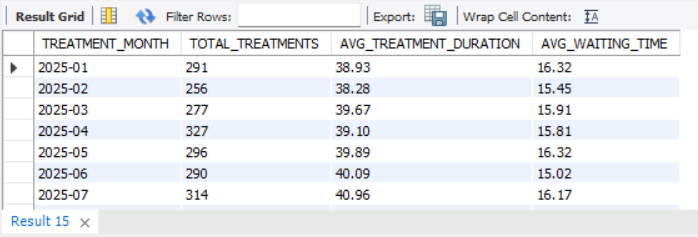 Result Grid Filter Rows: Export: Wrap Cell Content: IA
TREATMENT_MONTH TOTAL_TREATMENTS AVG_TREATMENT_DURATION AVG_WAITING_TIME
2025-01 291 38.93 16.32
2025-02 256 38.28 15.45
2025-03 277 39.67 15.91
2025-04 327 39.10 15.81
2025-05 296 39.89 16.32
2025-06 290 40.09 15.02
2025-07 314 40.96 16.17
Result 15 ×